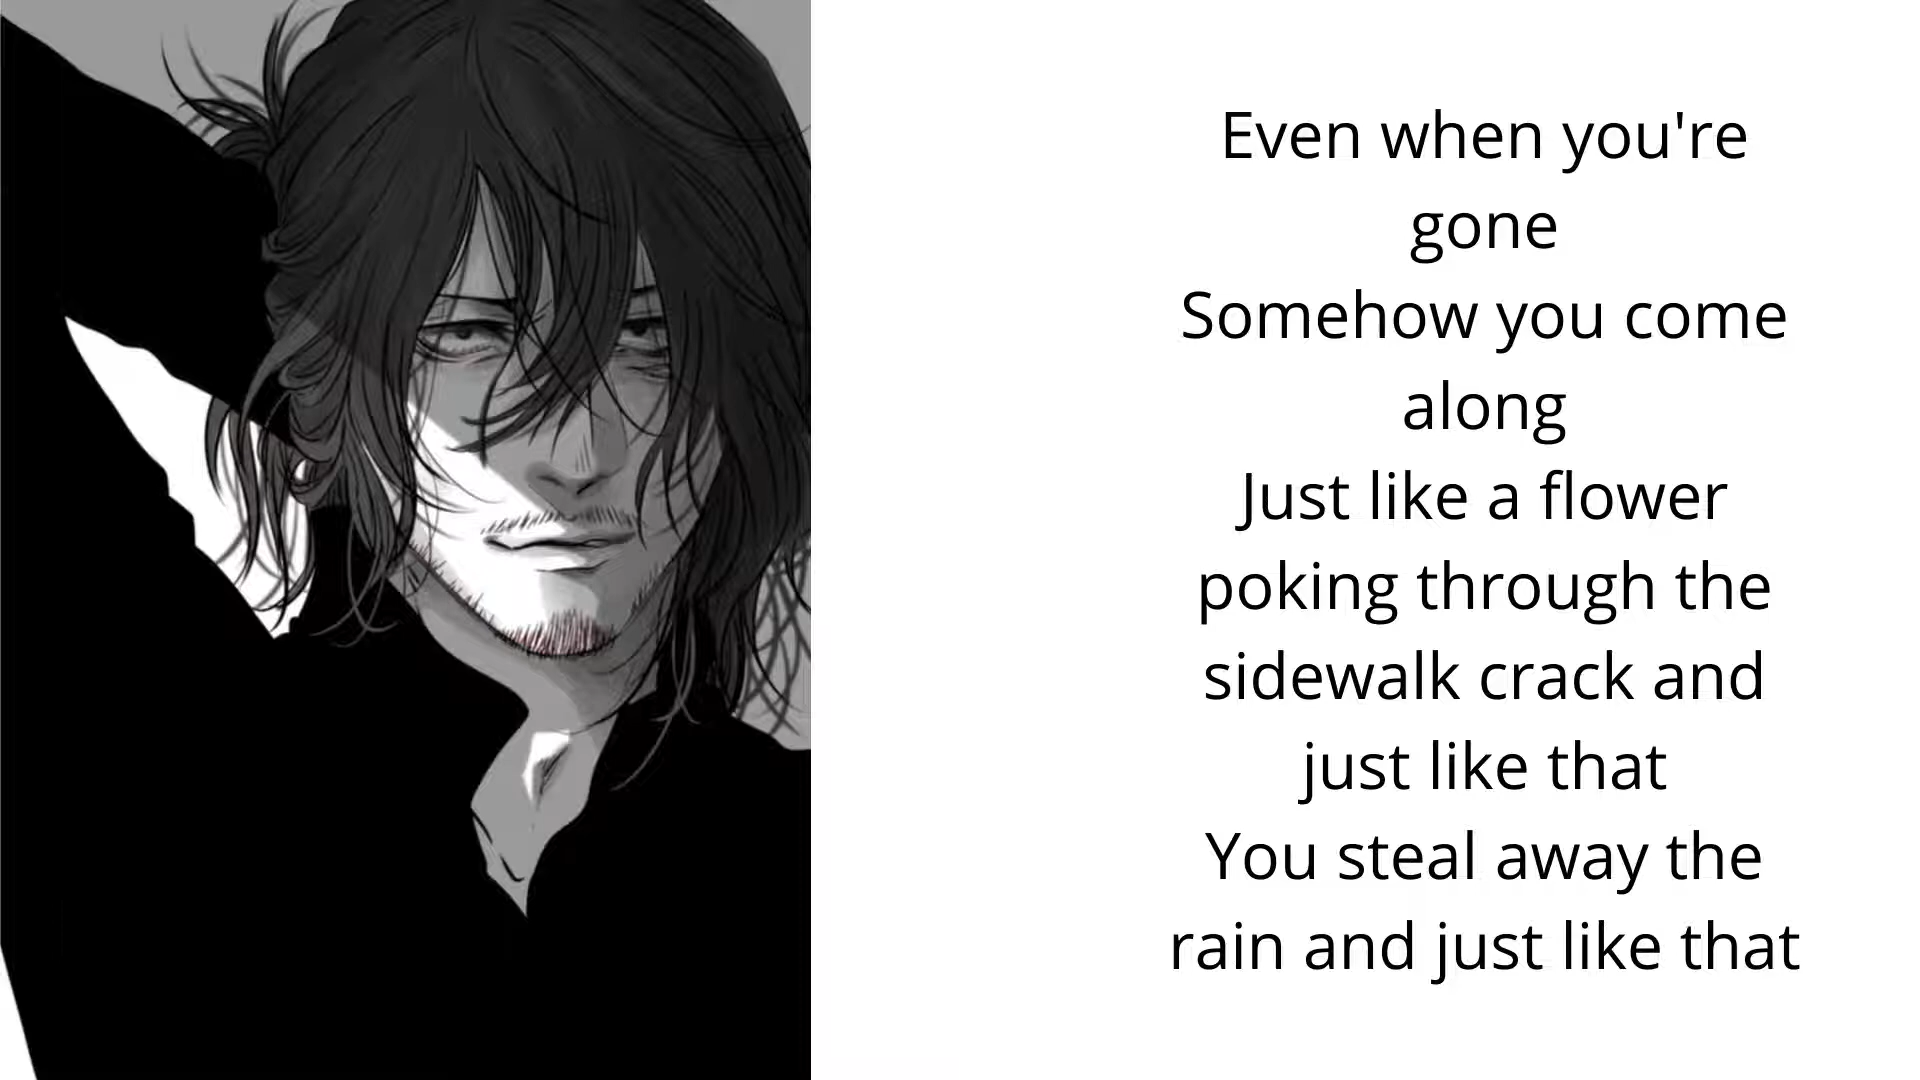 Even when you're
gone
Somehow you come
along
Just like a flower
poking through the
sidewalk crack and
just like that
You steal away the
rain and just like that